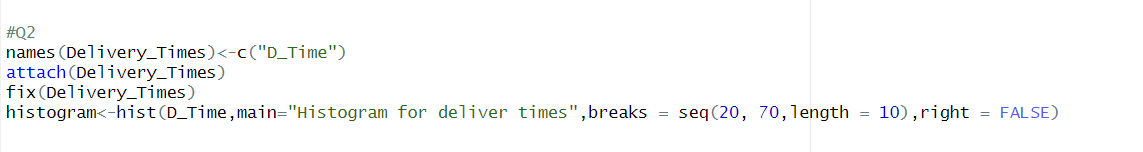 #Q2
names(Delivery_Times)<-c("D_Time")
attach(Delivery_Times)
fix(Delivery_Times)
histogram<-hist(D_Time,main="Histogram for deliver times",breaks = seq(20, 70,length = 10),right = FALSE)